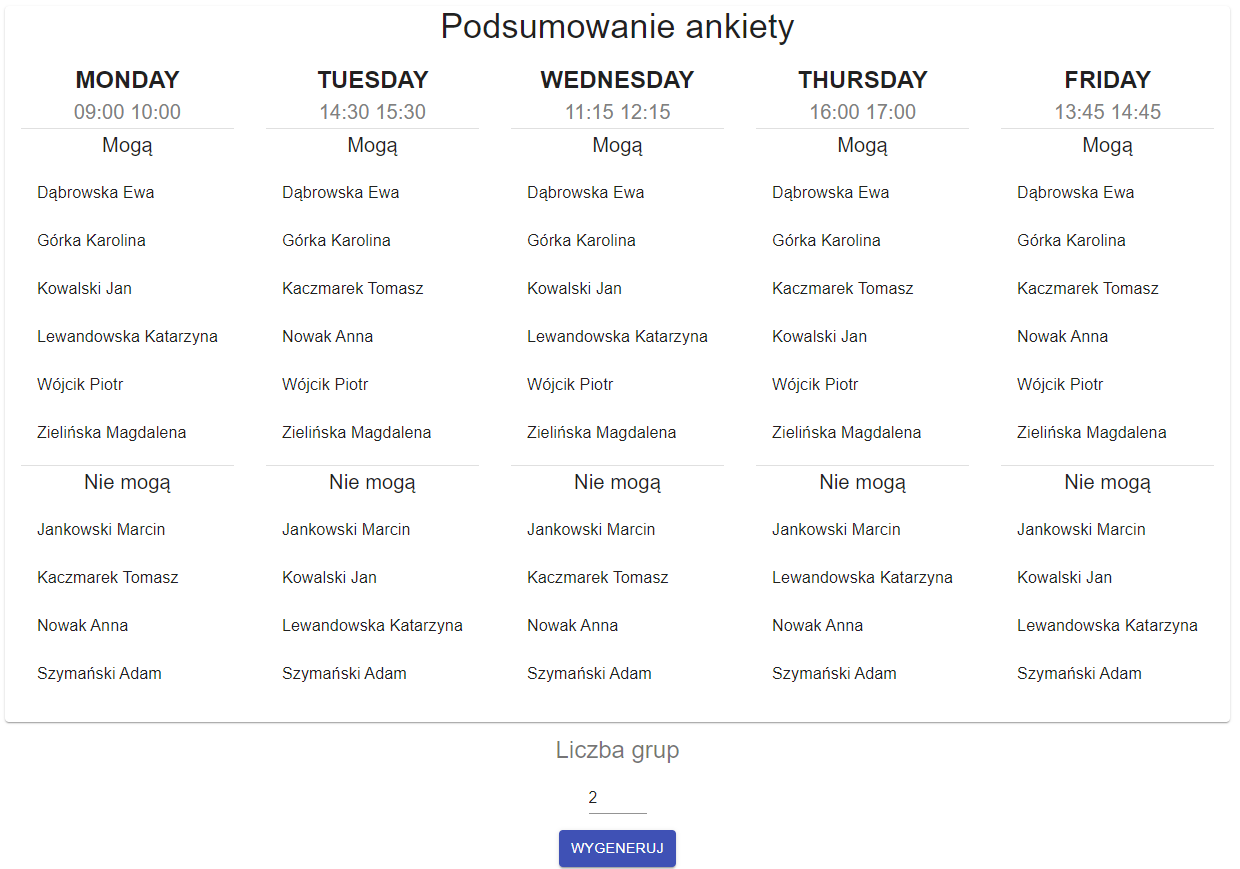 Podsumowanie ankiety
MONDAY
09:00 10:00
Mogą
Dąbrowska Ewa
Górka Karolina
Kowalski Jan
Lewandowska Katarzyna
Wójcik Piotr
Zielińska Magdalena
Nie mogą
Jankowski Marcin
Kaczmarek Tomasz
Nowak Anna
Szymański Adam
TUESDAY
14:30 15:30
Mogą
Dąbrowska Ewa
Górka Karolina
Kaczmarek Tomasz
Nowak Anna
Wójcik Piotr
Zielińska Magdalena
Nie mogą
Jankowski Marcin
Kowalski Jan
Lewandowska Katarzyna
Szymański Adam
WEDNESDAY
11:15 12:15
Mogą
Dąbrowska Ewa
Górka Karolina
Kowalski Jan
Lewandowska Katarzyna
Wójcik Piotr
Zielińska Magdalena
Nie mogą
Jankowski Marcin
Kaczmarek Tomasz
Nowak Anna
Szymański Adam
THURSDAY
16:00 17:00
Mogą
Dąbrowska Ewa
Górka Karolina
Kaczmarek Tomasz
Kowalski Jan
Wójcik Piotr
Zielińska Magdalena
Nie mogą
Jankowski Marcin
Lewandowska Katarzyna
Nowak Anna
Szymański Adam
FRIDAY
13:45 14:45
Mogą
Dąbrowska Ewa
Górka Karolina
Kaczmarek Tomasz
Nowak Anna
Wójcik Piotr
Zielińska Magdalena
Nie mogą
Jankowski Marcin
Kowalski Jan
Lewandowska Katarzyna
Szymański Adam
Liczba grup
2
WYGENERUJ